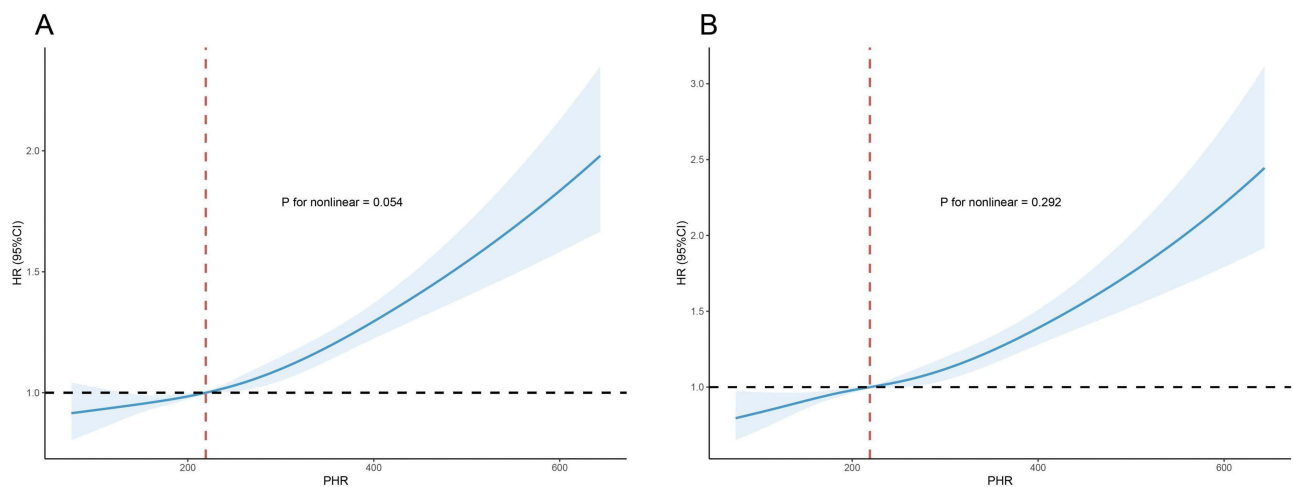 A
HR (95%CI)
2.0
1.5
1.0
P for nonlinear = 0.054
200
400
600
PHR
B
HR (95%CI)
3.0
2.5
2.0
1.5
1.0
P for nonlinear = 0.292
200
400
600
PHR